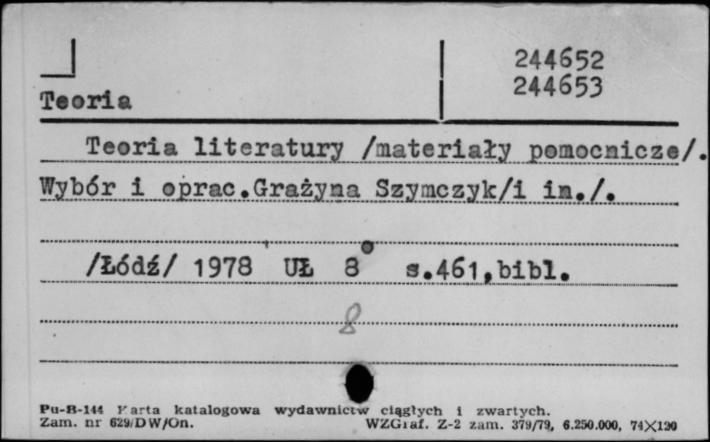 244652
244653
Teoria
Teoria literatury /materiały pomocnicze/.
Wybór i oprac.Grażyna Szymczyk/i in./.
/Łódź/ 1978 UŁ 8° s.461,bibl.
8
Pu-B-144 Karta katalogowa wydawnictw ciągłych i zwartych.
Zam. nr 629/DW/On. WZGraf. Z-2 zam. 379/79, 6.250.000, 74X120